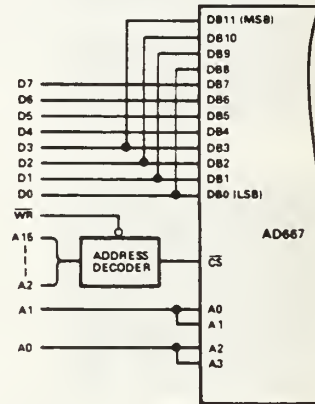 DB11 (MSB)
DB10
DB9
DB8
D7 DB7
D6 DB6
D5 DB5
D4 DB4
D3 DB3
D2 DB2
D1 DB1
D0 DB0 (LSB)
WR
AD667
A15
ADDRESS
DECODER
CS
A2
A1 A0
A1
A0 A2
A3